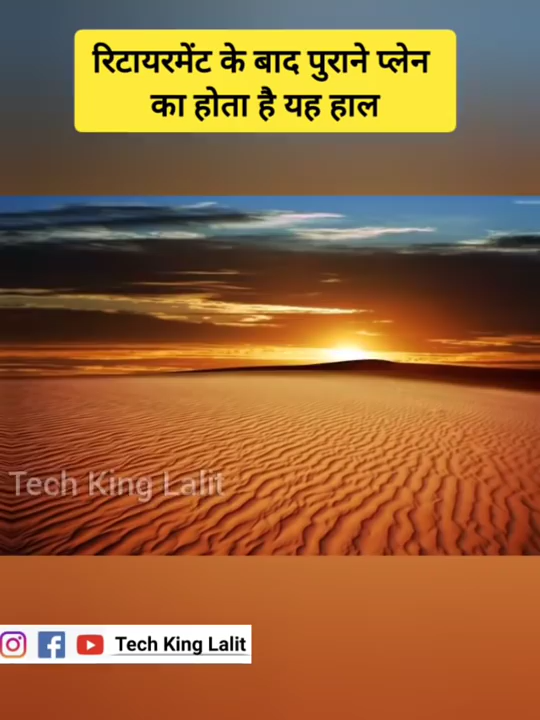 रिटायरमेंट के बाद पुराने प्लेन
का होता है यह हाल
Tech King Lalit
Tech King Lalit